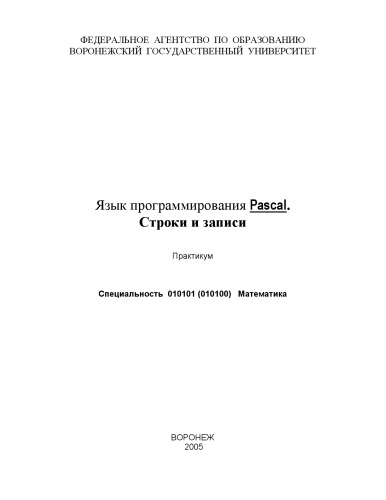 ФЕДЕРАЛЬНОЕ АГЕНТСТВО ПО ОБРАЗОВАНИЮ
ВОРОНЕЖСКИЙ ГОСУДАРСТВЕННЫЙ УНИВЕРСИТЕТ
Язык программирования Pascal.
Строки и записи
Практикум
Специальность 010101 (010100) Математика
ВОРОНЕЖ
2005